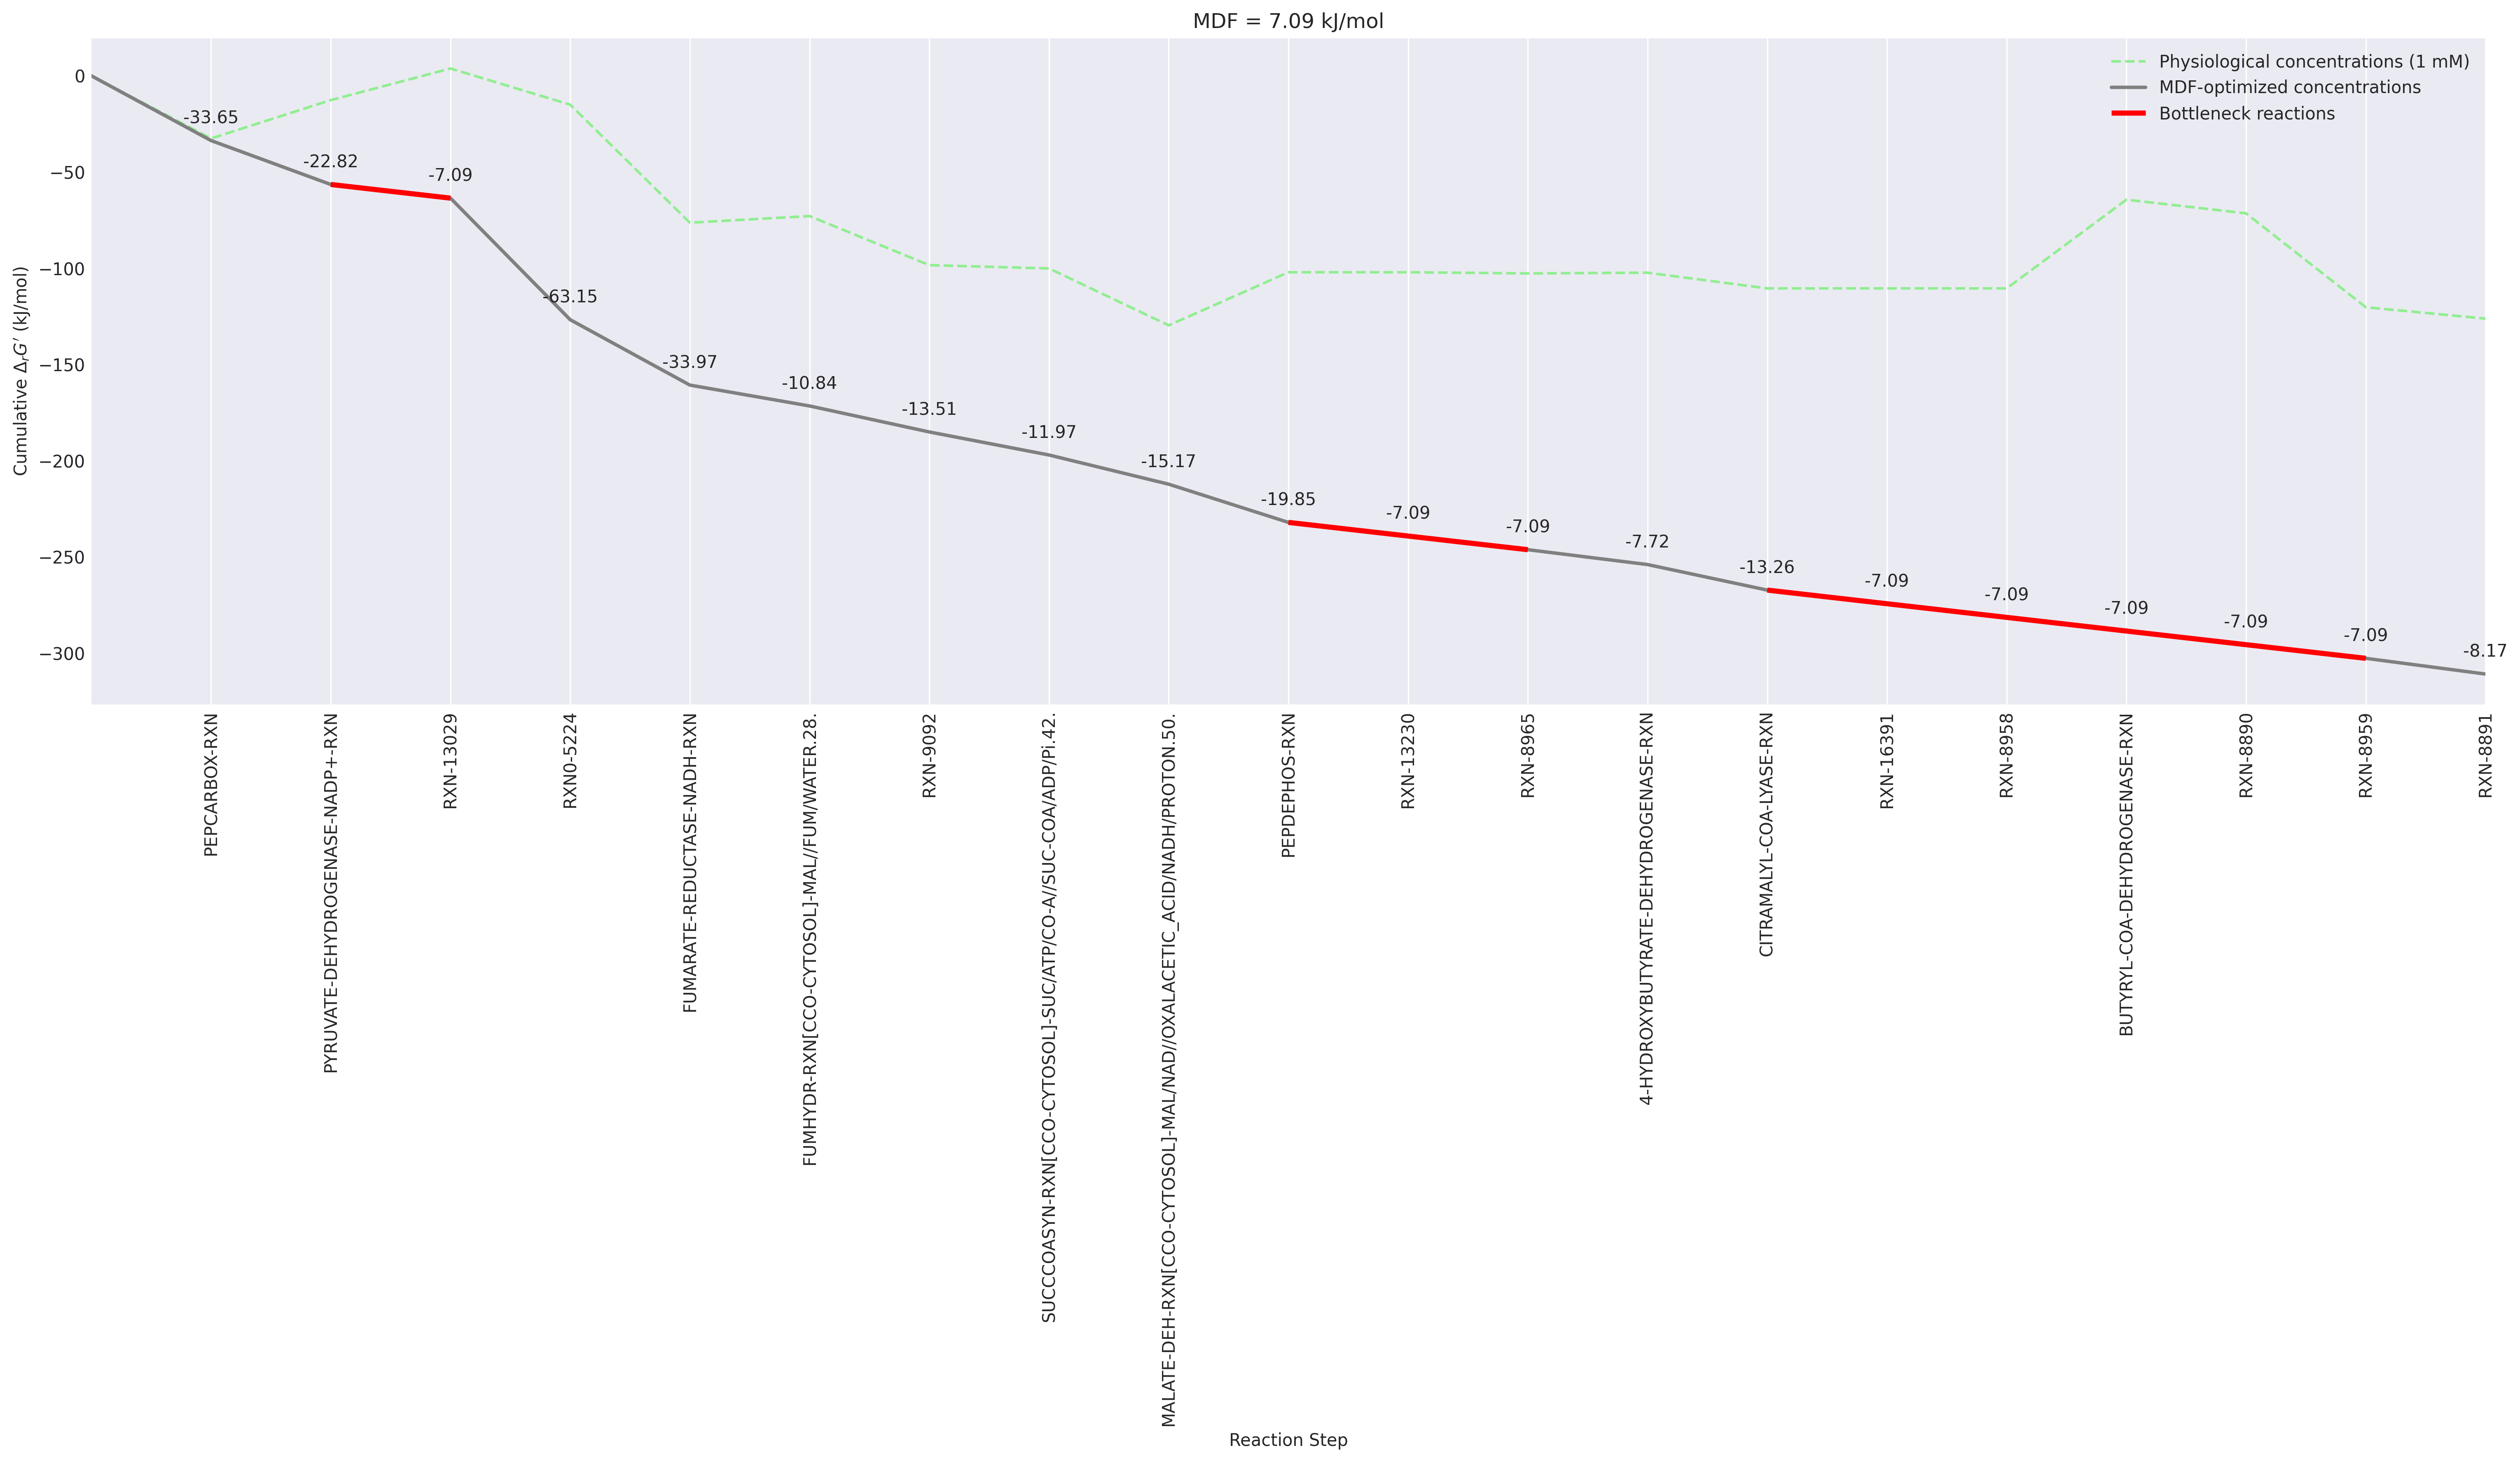 MDF = 7.09 kJ/mol
Physiological concentrations (1 mM)
MDF-optimized concentrations
Bottleneck reactions
Cumulative ΔrG′ (kJ/mol)
0
−50
−100
−150
−200
−250
−300
-33.65
-22.82
-7.09
-63.15
-33.97
-10.84
-13.51
-11.97
-15.17
-19.85
-7.09
-7.09
-7.72
-13.26
-7.09
-7.09
-7.09
-7.09
-7.09
-8.17
PEPCARBOX-RXN
PYRUVATE-DEHYDROGENASE-NADP+-RXN
RXN-13029
RXN0-5224
FUMARATE-REDUCTASE-NADH-RXN
FUMHYDR-RXN[CCO-CYTOSOL]-MAL//FUM/WATER.28.
RXN-9092
SUCCCOASYN-RXN[CCO-CYTOSOL]-SUC/ATP/CO-A//SUC-COA/ADP/Pi.42.
MALATE-DEH-RXN[CCO-CYTOSOL]-MAL/NAD//OXALACETIC_ACID/NADH/PROTON.50.
PEPDEPHOS-RXN
RXN-13230
RXN-8965
4-HYDROXYBUTYRATE-DEHYDROGENASE-RXN
CITRAMALYL-COA-LYASE-RXN
RXN-16391
RXN-8958
BUTYRYL-COA-DEHYDROGENASE-RXN
RXN-8890
RXN-8959
RXN-8891
Reaction Step